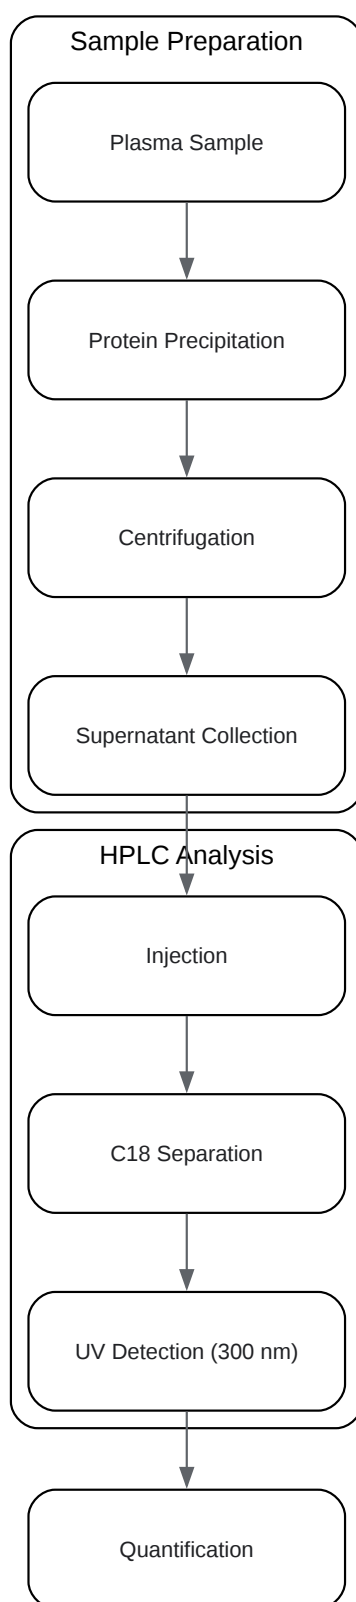 Sample Preparation
Plasma Sample
Protein Precipitation
Centrifugation
Supernatant Collection
HPLC Analysis
Injection
C18 Separation
UV Detection (300 nm)
Quantification